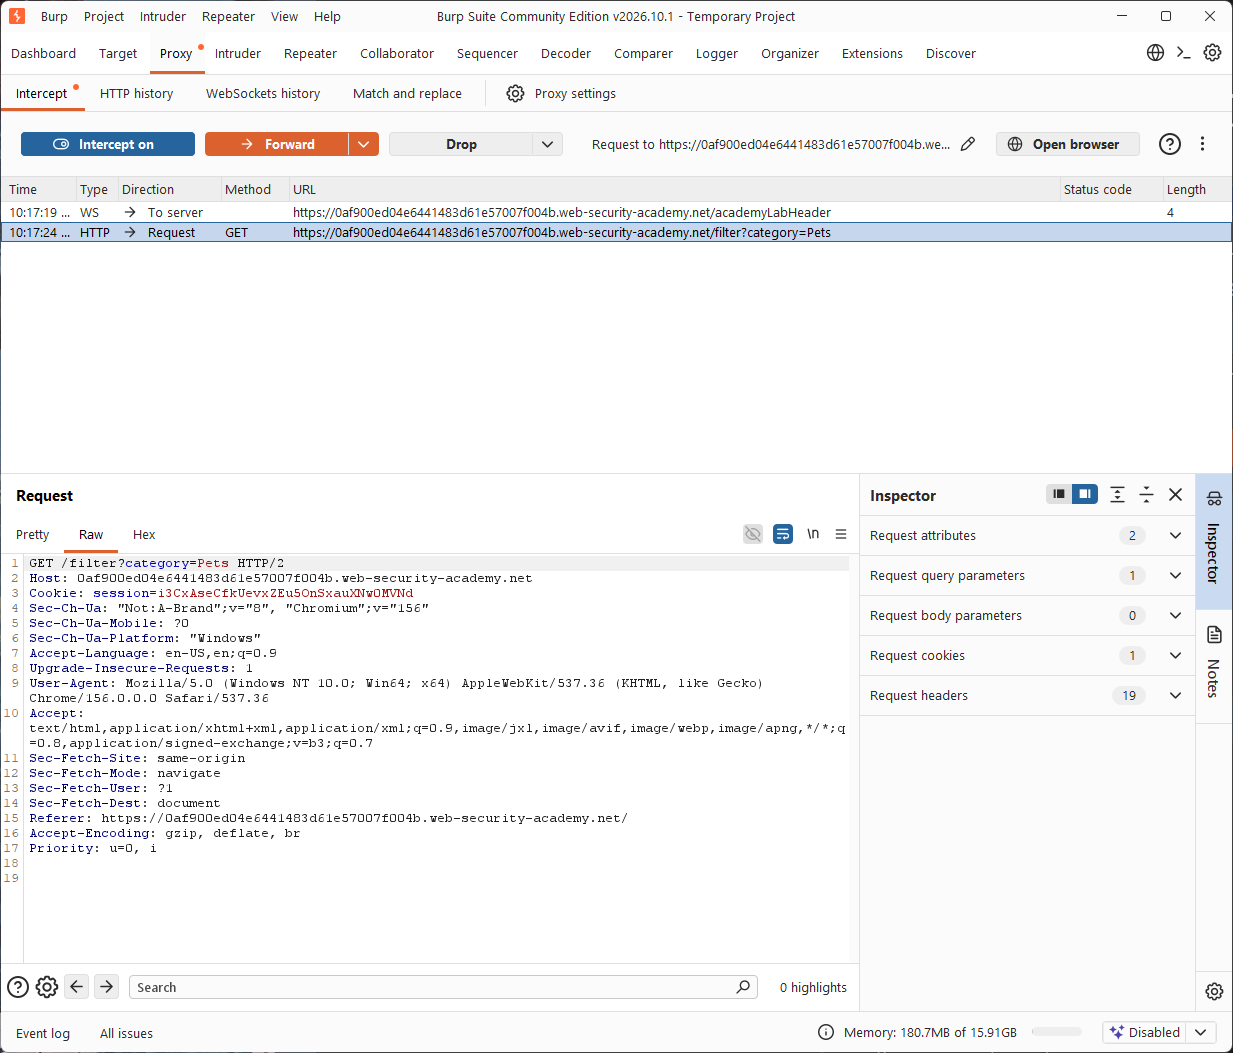 Burp Project Intruder Repeater View Help Burp Suite Community Edition v2026.10.1 - Temporary Project
Dashboard Target Proxy Intruder Repeater Collaborator Sequencer Decoder Comparer Logger Organizer Extensions Discover
Intercept HTTP history WebSockets history Match and replace Proxy settings
Intercept on Forward Drop Request to https://0af900ed04e6441483d61e57007f004b.we... Open browser
Time Type Direction Method URL Status code Length
10:17:19 ... WS To server https://0af900ed04e6441483d61e57007f004b.web-security-academy.net/academyLabHeader 4
10:17:24 ... HTTP Request GET https://0af900ed04e6441483d61e57007f004b.web-security-academy.net/filter?category=Pets
Request
Pretty Raw Hex \n
1 GET /filter?category=Pets HTTP/2
2 Host: 0af900ed04e6441483d61e57007f004b.web-security-academy.net
3 Cookie: session=i3CxAseCfkUevxZEu5OnSxauXNwOMVNd
4 Sec-Ch-Ua: "Not:A-Brand";v="8", "Chromium";v="156"
5 Sec-Ch-Ua-Mobile: ?0
6 Sec-Ch-Ua-Platform: "Windows"
7 Accept-Language: en-US,en;q=0.9
8 Upgrade-Insecure-Requests: 1
9 User-Agent: Mozilla/5.0 (Windows NT 10.0; Win64; x64) AppleWebKit/537.36 (KHTML, like Gecko)
Chrome/156.0.0.0 Safari/537.36
10 Accept:
text/html,application/xhtml+xml,application/xml;q=0.9,image/jxl,image/avif,image/webp,image/apng,*/*;q
=0.8,application/signed-exchange;v=b3;q=0.7
11 Sec-Fetch-Site: same-origin
12 Sec-Fetch-Mode: navigate
13 Sec-Fetch-User: ?1
14 Sec-Fetch-Dest: document
15 Referer: https://0af900ed04e6441483d61e57007f004b.web-security-academy.net/
16 Accept-Encoding: gzip, deflate, br
17 Priority: u=0, i
18
19
Search 0 highlights
Inspector
Request attributes 2
Request query parameters 1
Request body parameters 0
Request cookies 1
Request headers 19
Inspector
Notes
Event log All issues Memory: 180.7MB of 15.91GB Disabled